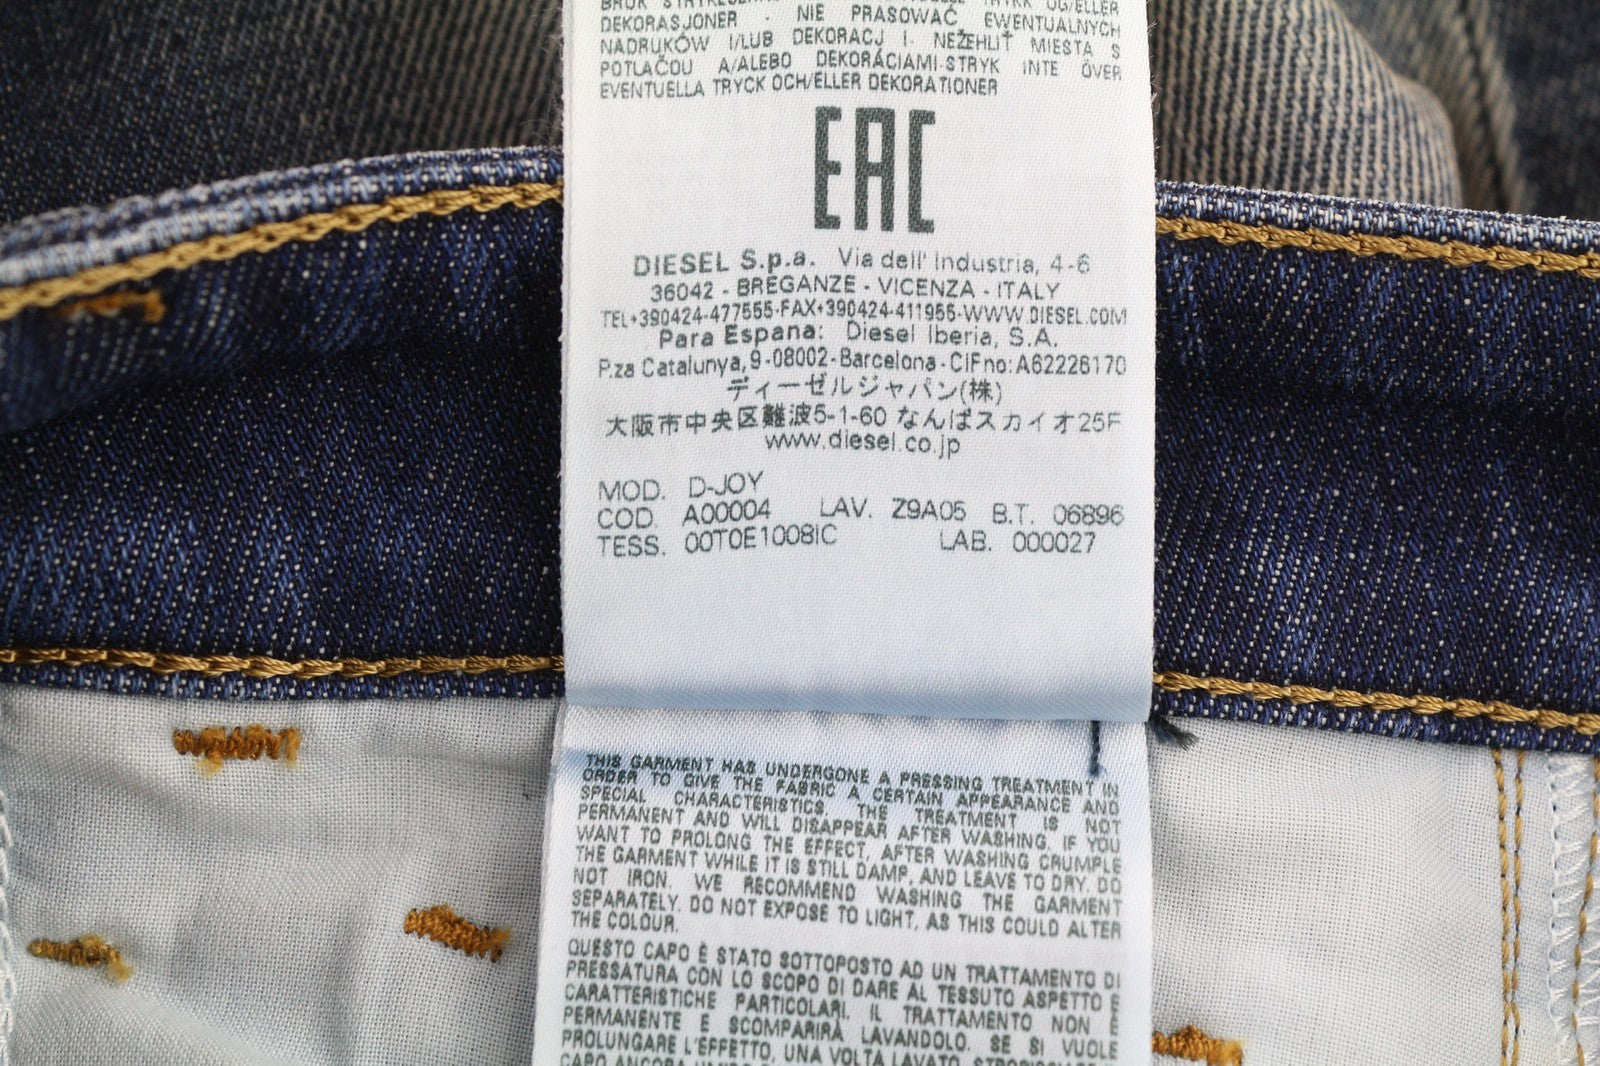 DEKORASJONER - NIE PRASOWAĆ EWENTUALNYCH
NADRUKÓW I/LUB DEKORACJ I- NEŽEHLIŤ MIESTA S
POTLAČOU A/ALEBO DEKORÁCIAMI-STRYK INTE ÖVER
EVENTUELLA TRYCK OCH/ELLER DEKORATIONER
EAC
DIESEL S.p.a. Via dell' Industria, 4-6
36042 - BREGANZE - VICENZA - ITALY
TEL+390424-477555-FAX+390424-411955-WWW.DIESEL.COM
Para Espana: Diesel Iberia, S.A.
P.za Catalunya, 9-08002-Barcelona-CIFno:A62226170
ディーゼルジャパン(株)
大阪市中央区難波5-1-60 なんばスカイオ25F
www.diesel.co.jp
MOD. D-JOY
COD. A00004 LAV. Z9A05 B.T. 06896
TESS. 00T0E1008IC LAB. 000027
THIS GARMENT HAS UNDERGONE A PRESSING TREATMENT IN
ORDER TO GIVE THE FABRIC A CERTAIN APPEARANCE AND
SPECIAL CHARACTERISTICS. THE TREATMENT IS NOT
PERMANENT AND WILL DISAPPEAR AFTER WASHING. IF YOU
WANT TO PROLONG THE EFFECT, AFTER WASHING CRUMPLE
THE GARMENT WHILE IT IS STILL DAMP, AND LEAVE TO DRY. DO
NOT IRON. WE RECOMMEND WASHING THE GARMENT
SEPARATELY. DO NOT EXPOSE TO LIGHT, AS THIS COULD ALTER
THE COLOUR.
QUESTO CAPO È STATO SOTTOPOSTO AD UN TRATTAMENTO DI
PRESSATURA CON LO SCOPO DI DARE AL TESSUTO ASPETTO E
CARATTERISTICHE PARTICOLARI. IL TRATTAMENTO NON È
PERMANENTE E SCOMPARIRÀ LAVANDOLO. SE SI VUOLE
PROLUNGARE L'EFFETTO, UNA VOLTA LAVATO,